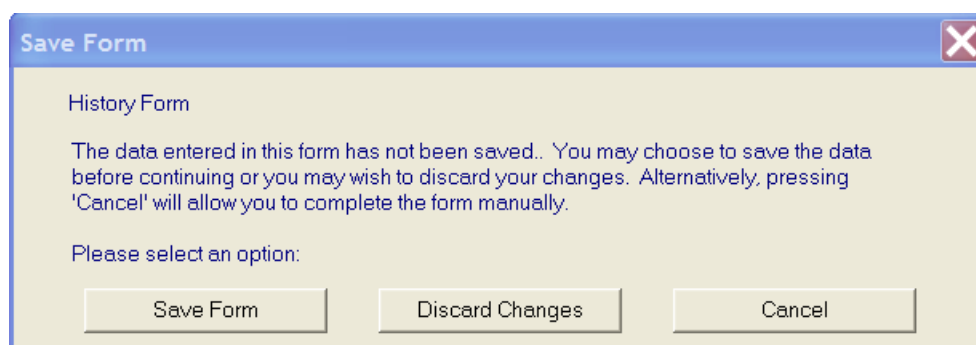 Save Form
History Form
The data entered in this form has not been saved.. You may choose to save the data
before continuing or you may wish to discard your changes. Alternatively, pressing
'Cancel' will allow you to complete the form manually.
Please select an option:
Save Form
Discard Changes
Cancel